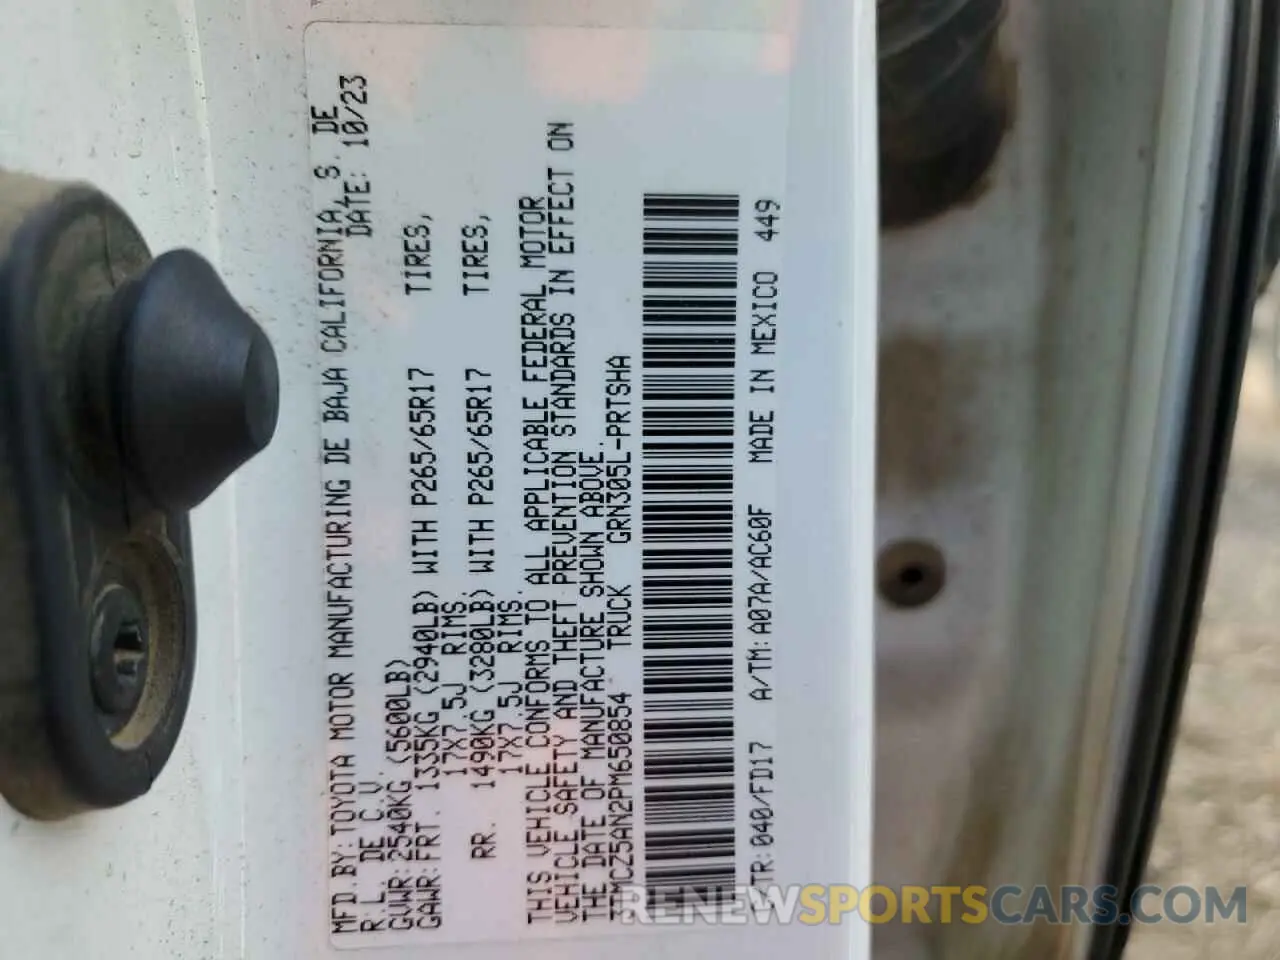 MFD.BY: TOYOTA MOTOR MANUFACTURING DE BAJA CALIFORNIA, S. DE
R.L. DE C.V. DATE: 10/23
GVWR: 2540KG (5600LB)
GAWR: FRT. 1335KG (2940LB) WITH P265/65R17 TIRES,
17X7.5J RIMS
RR. 1490KG (3280LB) WITH P265/65R17 TIRES,
17X7.5J RIMS.
THIS VEHICLE CONFORMS TO ALL APPLICABLE FEDERAL MOTOR
VEHICLE SAFETY AND THEFT PREVENTION STANDARDS IN EFFECT ON
THE DATE OF MANUFACTURE SHOWN ABOVE.
3TMCZ5AN2PM650854 TRUCK GRN305L-PRTSHA
C/TR: 040/FD17 A/TM: A07A/AC60F MADE IN MEXICO 449
RENEWSPORTSCARS.COM